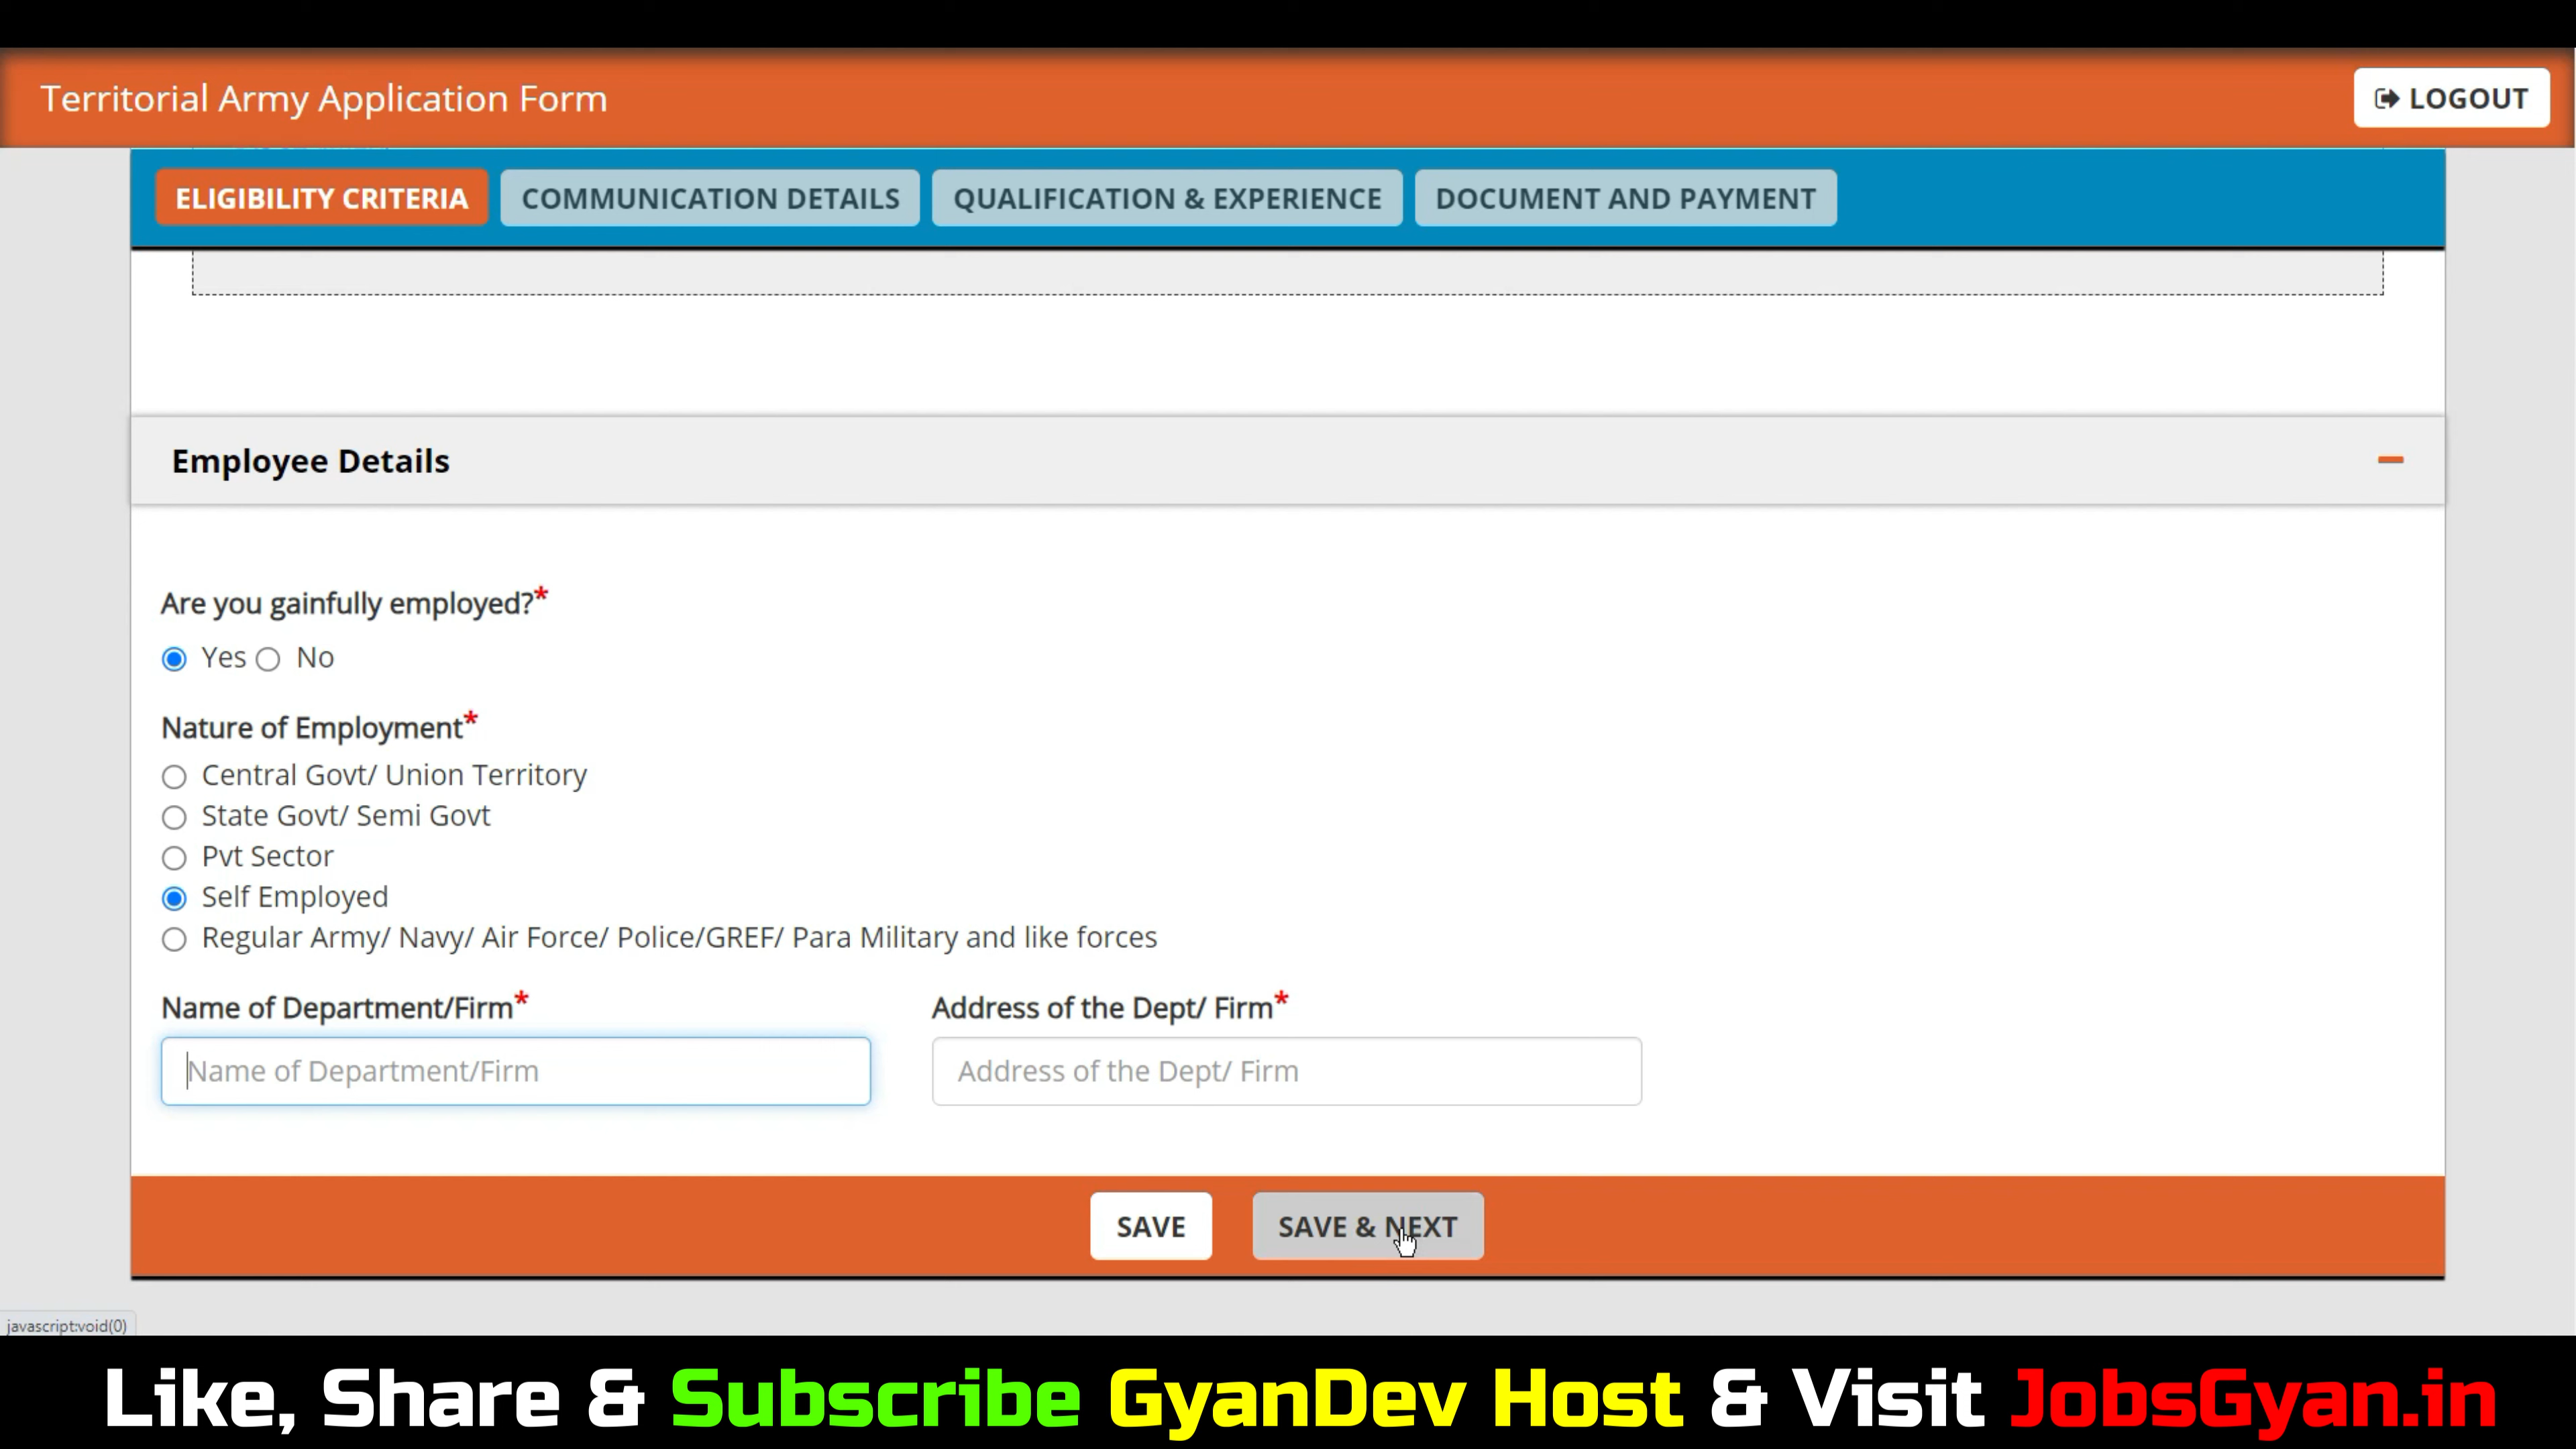 Territorial Army Application Form
LOGOUT
ELIGIBILITY CRITERIA
COMMUNICATION DETAILS
QUALIFICATION & EXPERIENCE
DOCUMENT AND PAYMENT
Employee Details
Are you gainfully employed?*
Yes No
Nature of Employment*
Central Govt/ Union Territory
State Govt/ Semi Govt
Pvt Sector
Self Employed
Regular Army/ Navy/ Air Force/ Police/GREF/ Para Military and like forces
Name of Department/Firm*
Name of Department/Firm
Address of the Dept/ Firm*
Address of the Dept/ Firm
SAVE
SAVE & NEXT
javascript:void(0)
Like, Share & Subscribe GyanDev Host & Visit JobsGyan.in